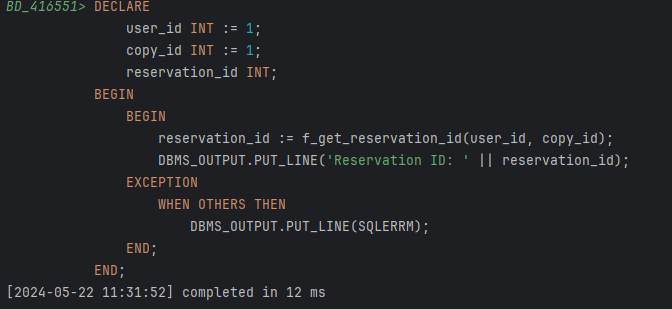 BD_416551> DECLARE
user_id INT := 1;
copy_id INT := 1;
reservation_id INT;
BEGIN
BEGIN
reservation_id := f_get_reservation_id(user_id, copy_id);
DBMS_OUTPUT.PUT_LINE('Reservation ID: ' || reservation_id);
EXCEPTION
WHEN OTHERS THEN
DBMS_OUTPUT.PUT_LINE(SQLERRM);
END;
END;
[2024-05-22 11:31:52] completed in 12 ms